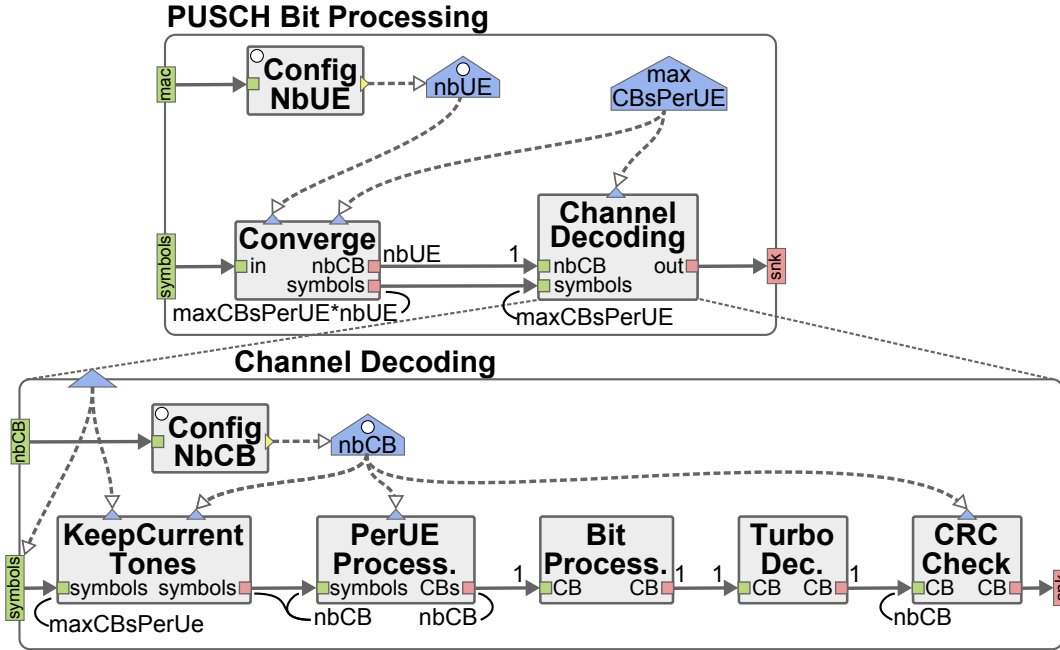 PUSCH Bit Processing
mac
Config
NbUE
nbUE
max
CBsPerUE
symbols
Converge
in
nbCB
symbols
nbUE
1
Channel
Decoding
nbCB
out
symbols
snk
maxCBsPerUE*nbUE
maxCBsPerUE
Channel Decoding
nbCB
Config
NbCB
nbCB
symbols
KeepCurrent
Tones
symbols symbols
maxCBsPerUe
nbCB
PerUE
Process.
symbols CBs
nbCB
1
Bit
Process.
CB CB
1
1
Turbo
Dec.
CB CB
1
nbCB
CRC
Check
CB CB
snk